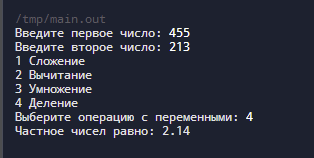 /tmp/main.out
Введите первое число: 455
Введите второе число: 213
1 Сложение
2 Вычитание
3 Умножение
4 Деление
Выберите операцию с переменными: 4
Частное чисел равно: 2.14